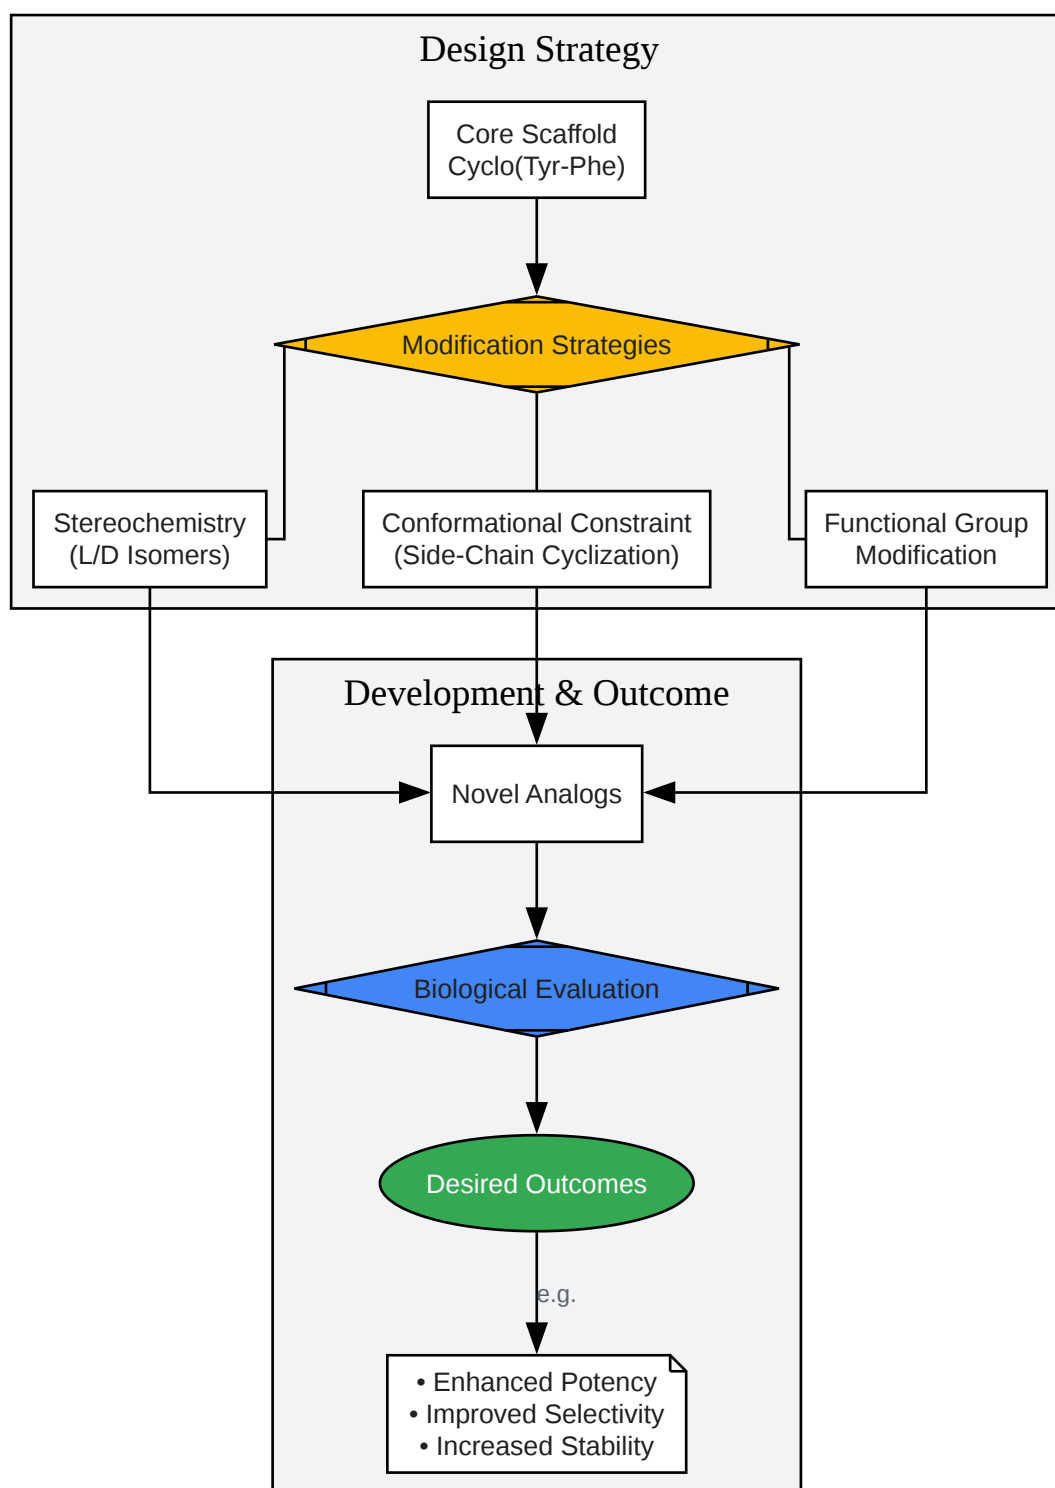 Design Strategy
Core Scaffold
Cyclo(Tyr-Phe)
Modification Strategies
Stereochemistry
(L/D Isomers)
Conformational Constraint
(Side-Chain Cyclization)
Functional Group
Modification
Development & Outcome
Novel Analogs
Biological Evaluation
Desired Outcomes
e.g.
• Enhanced Potency
• Improved Selectivity
• Increased Stability